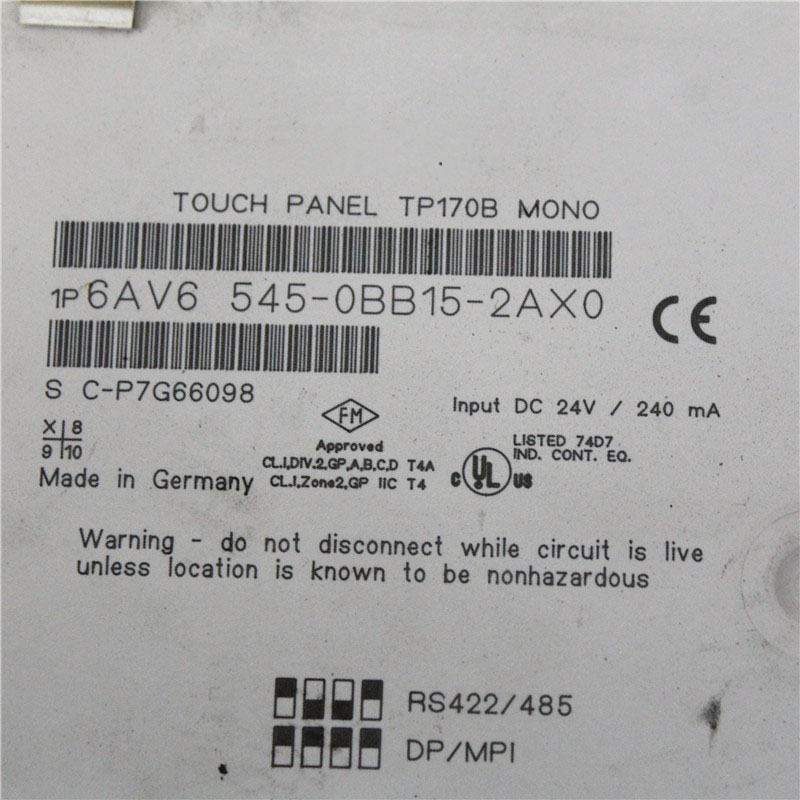 TOUCH PANEL TP170B MONO
1P 6AV6 545-0BB15-2AX0
CE
S C-P7G66098
Input DC 24V / 240 mA
X 8
9 10
Made in Germany
FM
Approved
CL.I,DIV.2,GP,A,B,C,D T4A
CL.I,Zone2,GP IIC T4
c UL US
LISTED 74D7
IND. CONT. EQ.
Warning - do not disconnect while circuit is live
unless location is known to be nonhazardous
RS422/485
DP/MPI